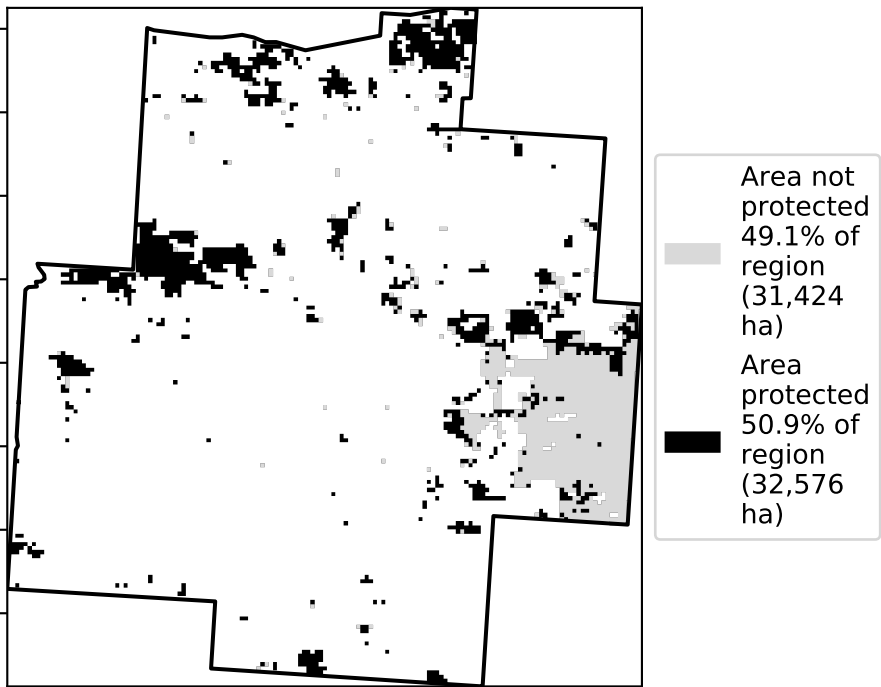 Area not
protected
49.1% of
region
(31,424
ha)
Area
protected
50.9% of
region
(32,576
ha)